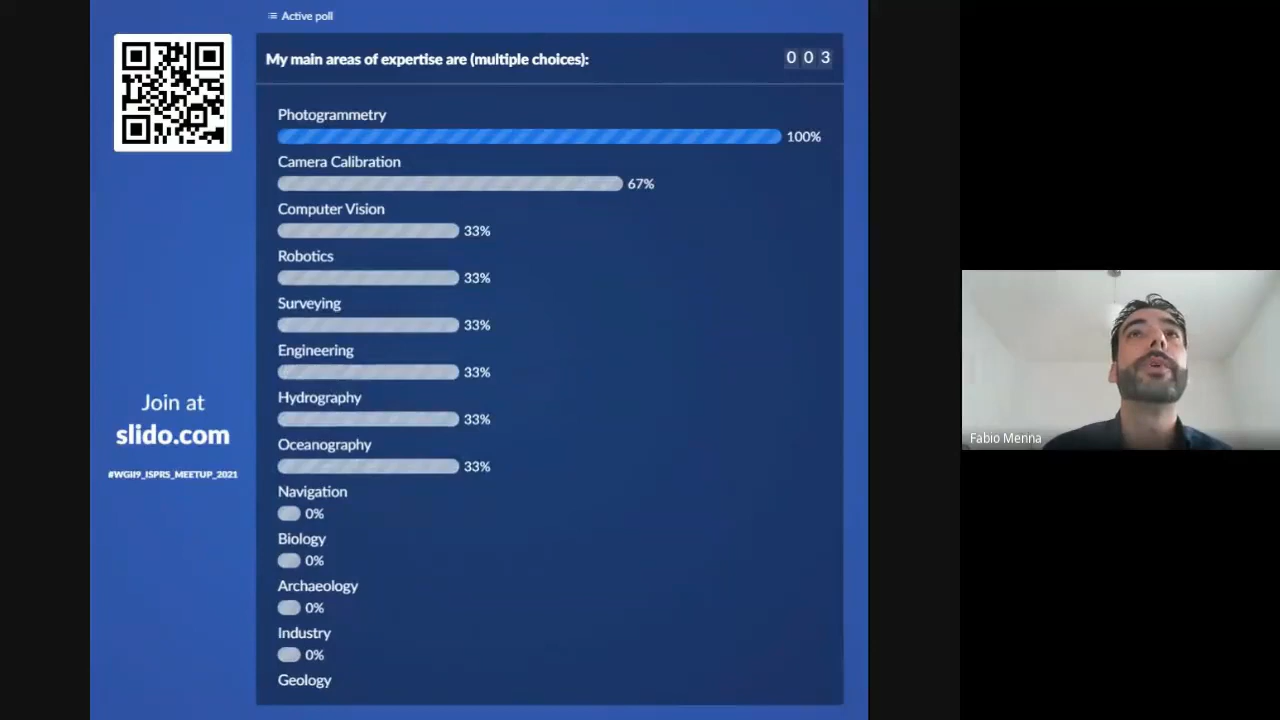 Active poll
My main areas of expertise are (multiple choices):
0 0 3
Photogrammetry
100%
Camera Calibration
67%
Computer Vision
33%
Robotics
33%
Surveying
33%
Engineering
33%
Hydrography
33%
Oceanography
33%
Navigation
0%
Biology
0%
Archaeology
0%
Industry
0%
Geology
Join at
slido.com
#WGII9_ISPRS_MEETUP_2021
Fabio Menna